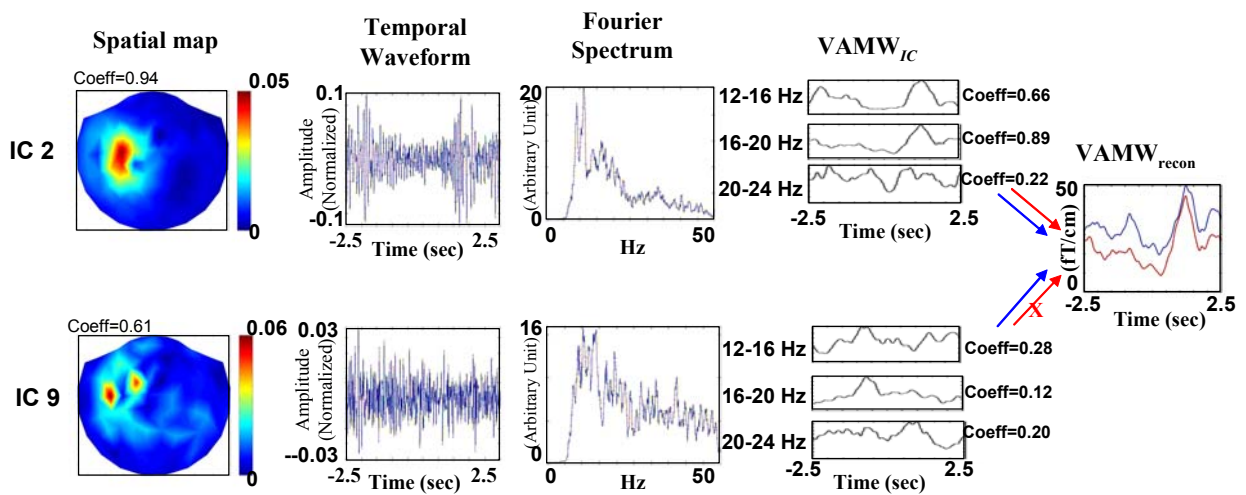 Spatial map
Temporal Waveform
Fourier Spectrum
VAMW_IC
VAMW_recon
IC 2
Coeff=0.94
0.05
0
Amplitude (Normalized)
0.1
-0.1
-2.5
2.5
Time (sec)
(Arbitrary Unit)
20
0
0
50
Hz
12-16 Hz
Coeff=0.66
16-20 Hz
Coeff=0.89
20-24 Hz
Coeff=0.22
-2.5
2.5
Time (sec)
(fT/cm)
50
0
-2.5
2.5
Time (sec)
X
IC 9
Coeff=0.61
0.06
0
Amplitude (Normalized)
0.03
--0.03
-2.5
2.5
Time (sec)
(Arbitrary Unit)
16
0
0
50
Hz
12-16 Hz
Coeff=0.28
16-20 Hz
Coeff=0.12
20-24 Hz
Coeff=0.20
-2.5
2.5
Time (sec)